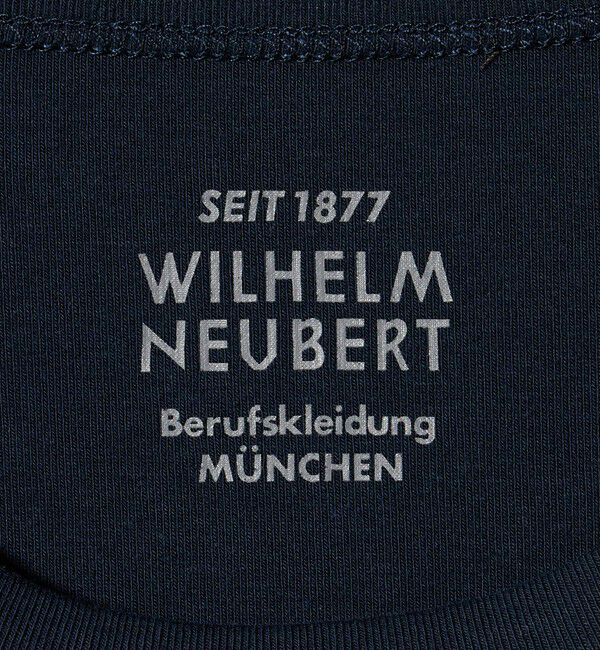 SEIT 1877
WILHELM
NEUBERT
Berufskleidung
MÜNCHEN